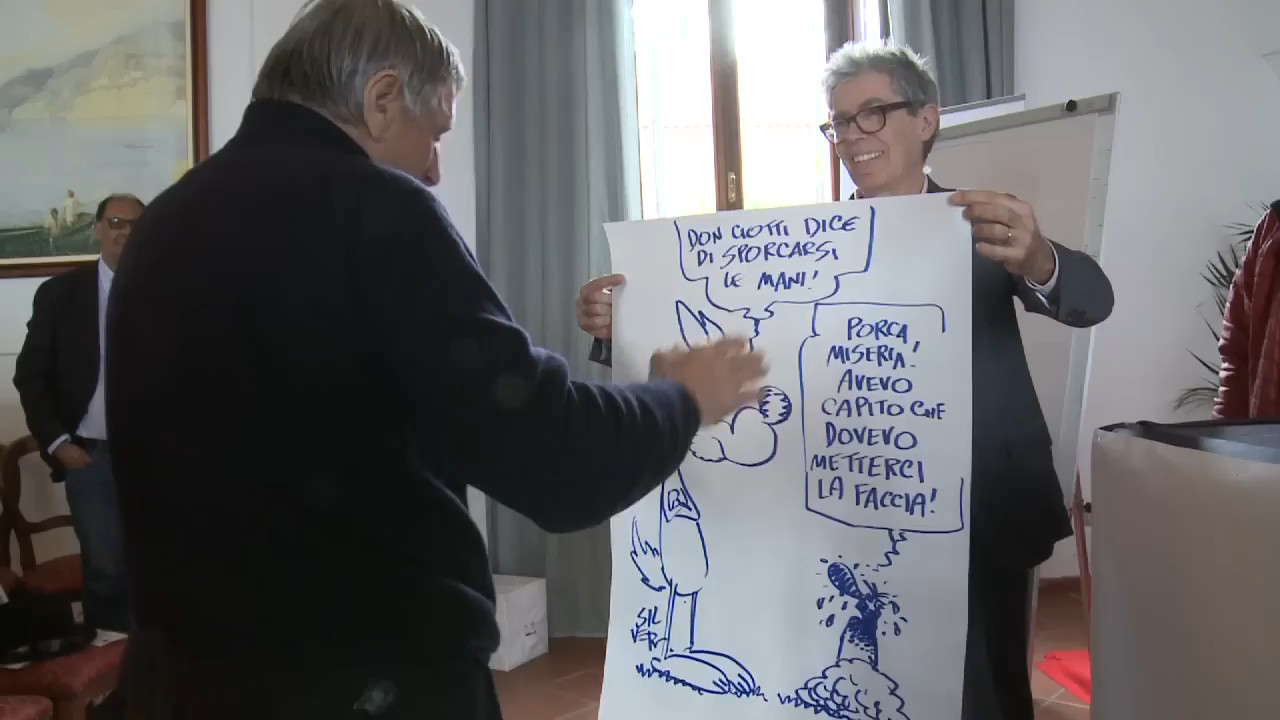 DON CIOTTI DICE
DI SPORCARSI
LE MANI!
PORCA
MISERIA!
AVEVO
CAPITO CHE
DOVEVO
METTERCI
LA FACCIA!
SIL
VER